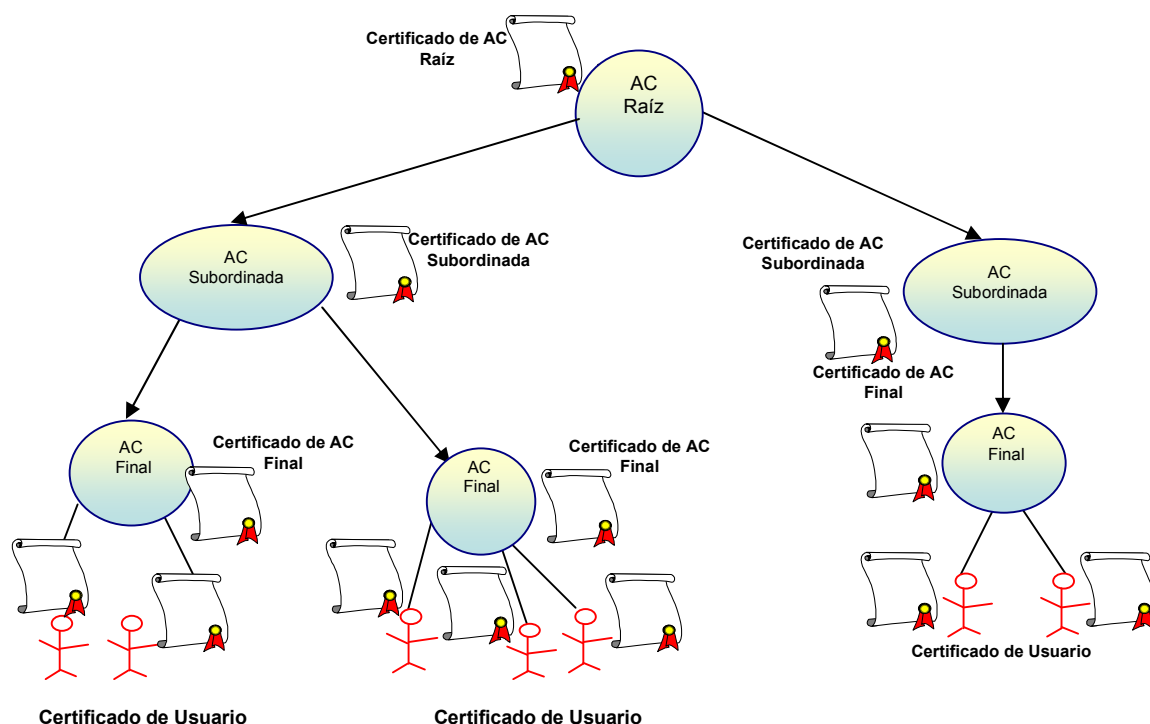 Certificado de AC
Raíz
AC
Raíz
AC
Subordinada
Certificado de AC
Subordinada
Certificado de AC
Subordinada
AC
Subordinada
Certificado de AC
Final
AC
Final
Certificado de AC
Final
AC
Final
Certificado de AC
Final
AC
Final
Certificado de Usuario
Certificado de Usuario
Certificado de Usuario